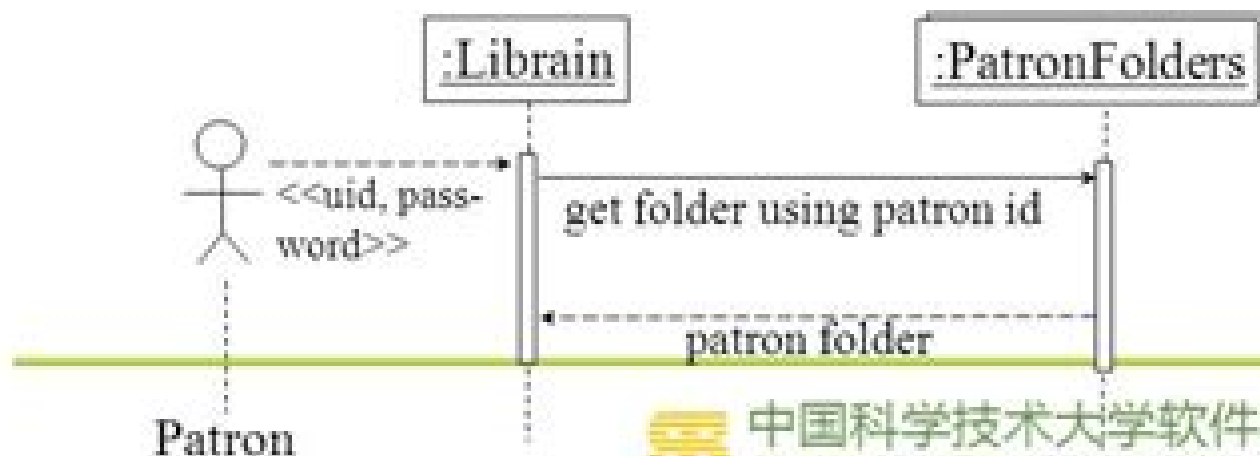 :Librain
:PatronFolders
<<uid, pass-
word>>
get folder using patron id
patron folder
Patron
中国科学技术大学软件